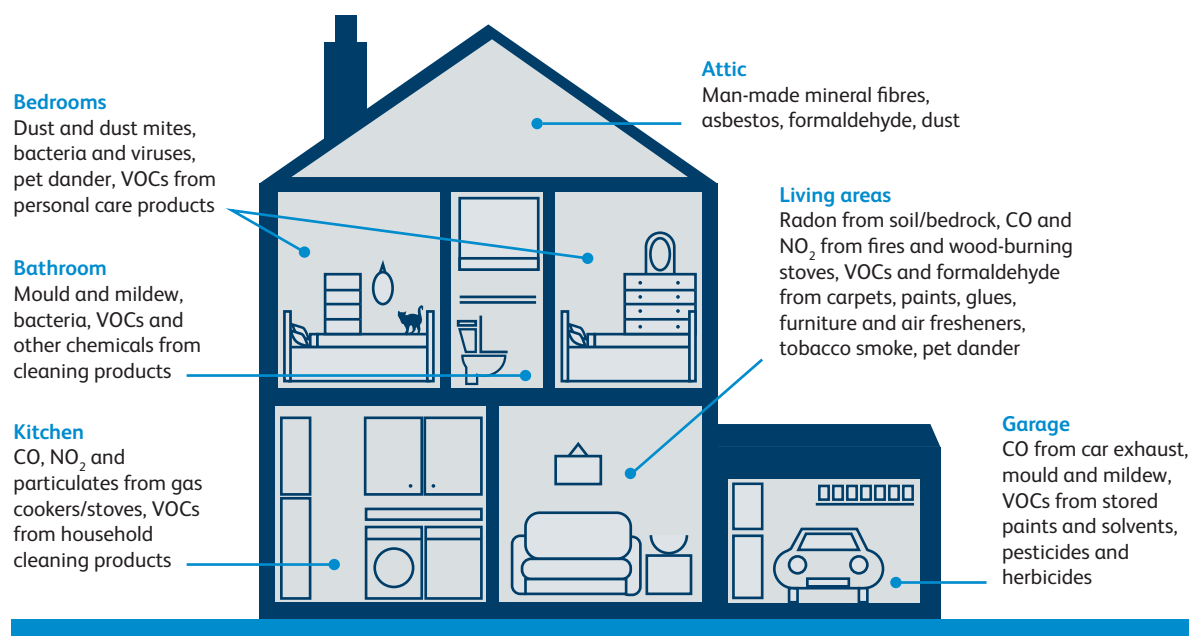 Bedrooms
Dust and dust mites,
bacteria and viruses,
pet dander, VOCs from
personal care products
Bathroom
Mould and mildew,
bacteria, VOCs and
other chemicals from
cleaning products
Kitchen
CO, NO₂ and
particulates from gas
cookers/stoves, VOCs
from household
cleaning products
Attic
Man-made mineral fibres,
asbestos, formaldehyde, dust
Living areas
Radon from soil/bedrock, CO and
NO₂ from fires and wood-burning
stoves, VOCs and formaldehyde
from carpets, paints, glues,
furniture and air fresheners,
tobacco smoke, pet dander
Garage
CO from car exhaust,
mould and mildew,
VOCs from stored
paints and solvents,
pesticides and
herbicides